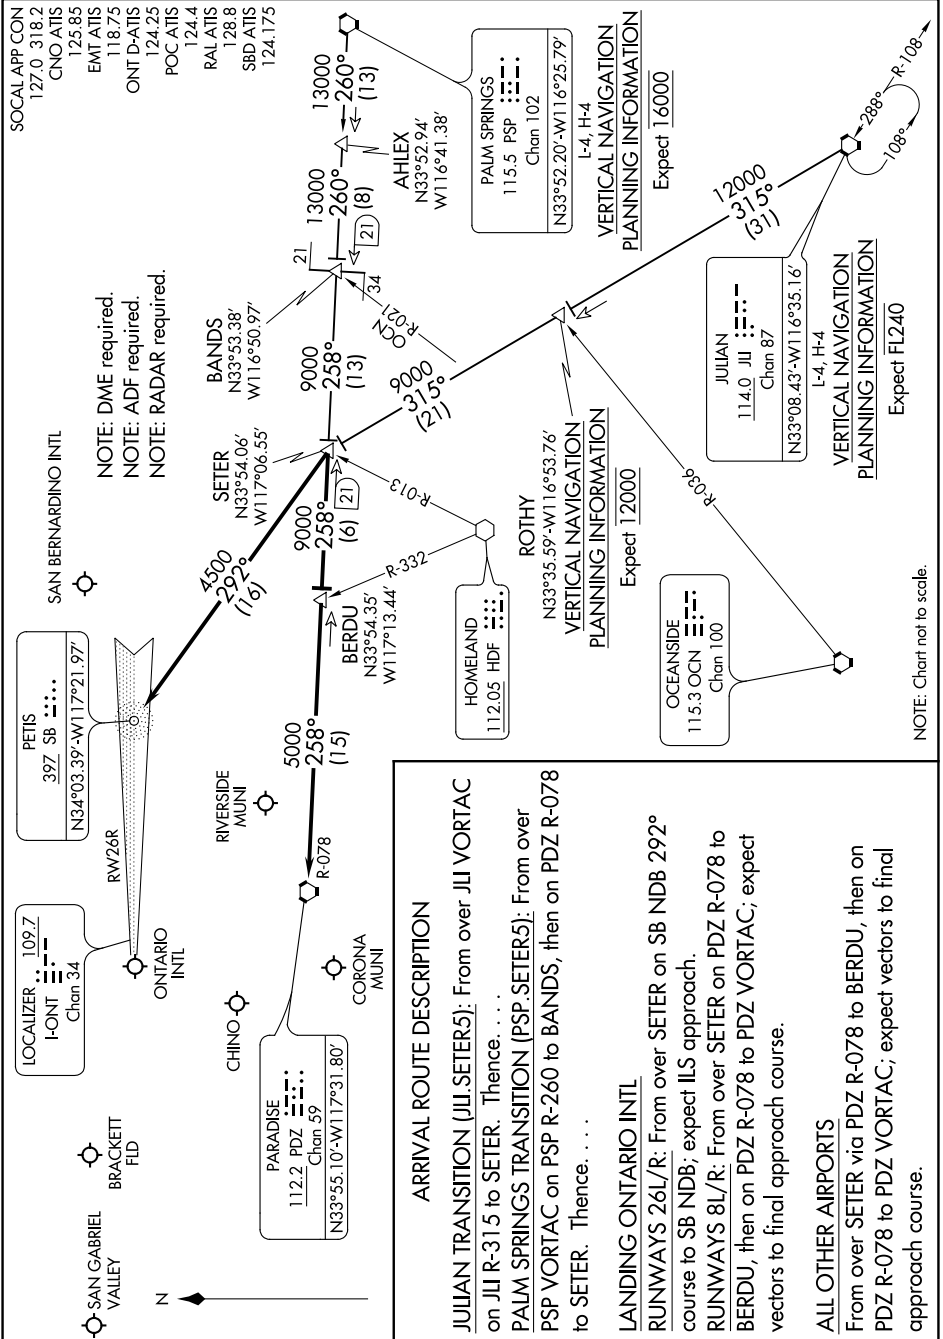 SOCAL APP CON
127.0 318.2
CNO ATIS
125.85
EMT ATIS
118.75
ONT D-ATIS
124.25
POC ATIS
124.4
RAL ATIS
128.8
SBD ATIS
124.175
NOTE: DME required.
NOTE: ADF required.
NOTE: RADAR required.
SAN BERNARDINO INTL
PETIS
397 SB
N34°03.39'-W117°21.97'
LOCALIZER 109.7
I-ONT
Chan 34
RW26R
ONTARIO
INTL
BRACKETT
FLD
SAN GABRIEL
VALLEY
N
CHINO
RIVERSIDE
MUNI
CORONA
MUNI
PARADISE
112.2 PDZ
Chan 59
N33°55.10'-W117°31.80'
R-078
5000
258°
(15)
BERDU
N33°54.35'
W117°13.44'
9000
258°
(6)
21
4500
292°
(16)
SETER
N33°54.06'
W117°06.55'
9000
258°
(13)
BANDS
N33°53.38'
W116°50.97'
21
34
21
13000
260°
(8)
AHLEX
N33°52.94'
W116°41.38'
13000
260°
(13)
PALM SPRINGS
115.5 PSP
Chan 102
N33°52.20'-W116°25.79'
L-4, H-4
VERTICAL NAVIGATION
PLANNING INFORMATION
Expect 16000
OCN
R-021
R-013
R-332
HOMELAND
112.05 HDF
9000
315°
(21)
ROTHY
N33°35.59'-W116°53.76'
VERTICAL NAVIGATION
PLANNING INFORMATION
Expect 12000
12000
315°
(31)
R-036
OCEANSIDE
115.3 OCN
Chan 100
JULIAN
114.0 JLI
Chan 87
N33°08.43'-W116°35.16'
L-4, H-4
VERTICAL NAVIGATION
PLANNING INFORMATION
Expect FL240
288°
R-108
108°
NOTE: Chart not to scale.
ARRIVAL ROUTE DESCRIPTION
JULIAN TRANSITION (JLI.SETER5): From over JLI VORTAC
on JLI R-315 to SETER. Thence. . . .
PALM SPRINGS TRANSITION (PSP.SETER5): From over
PSP VORTAC on PSP R-260 to BANDS, then on PDZ R-078
to SETER. Thence. . . .
LANDING ONTARIO INTL
RUNWAYS 26L/R: From over SETER on SB NDB 292°
course to SB NDB; expect ILS approach.
RUNWAYS 8L/R: From over SETER on PDZ R-078 to
BERDU, then on PDZ R-078 to PDZ VORTAC; expect
vectors to final approach course.
ALL OTHER AIRPORTS
From over SETER via PDZ R-078 to BERDU, then on
PDZ R-078 to PDZ VORTAC; expect vectors to final
approach course.